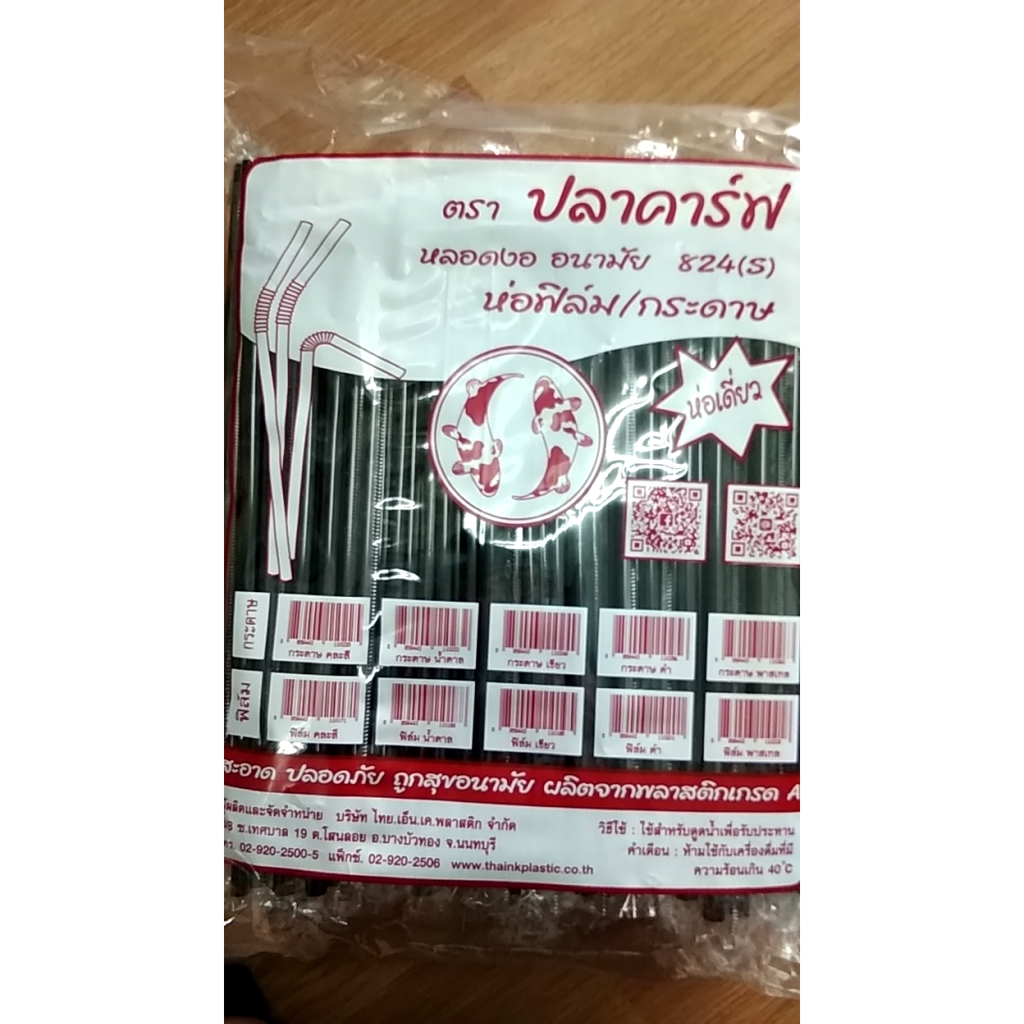 ตรา ปลาคาร์ฟ
หลอดงอ อนามัย 824(S)
ห่อฟิล์ม/กระดาษ
ห่อเดี่ยว
กระดาษ
กระดาษ คละสี
กระดาษ น้ำตาล
กระดาษ เขียว
กระดาษ ดำ
กระดาษ พาสเทล
ฟิล์ม
ฟิล์ม คละสี
ฟิล์ม น้ำตาล
ฟิล์ม เขียว
ฟิล์ม ดำ
ฟิล์ม พาสเทล
สะอาด ปลอดภัย ถูกสุขอนามัย ผลิตจากพลาสติกเกรด A
ผู้ผลิตและจัดจำหน่าย บริษัท ไทย.เอ็น.เค.พลาสติก จำกัด
ซ.เทศบาล 19 ต.โสนลอย อ.บางบัวทอง จ.นนทบุรี
02-920-2500-5 แฟ็กซ์. 02-920-2506 www.thainkplastic.co.th
วิธีใช้ : ใช้สำหรับดูดน้ำเพื่อรับประทาน
คำเตือน : ห้ามใช้กับเครื่องดื่มที่มี
ความร้อนเกิน 40°C